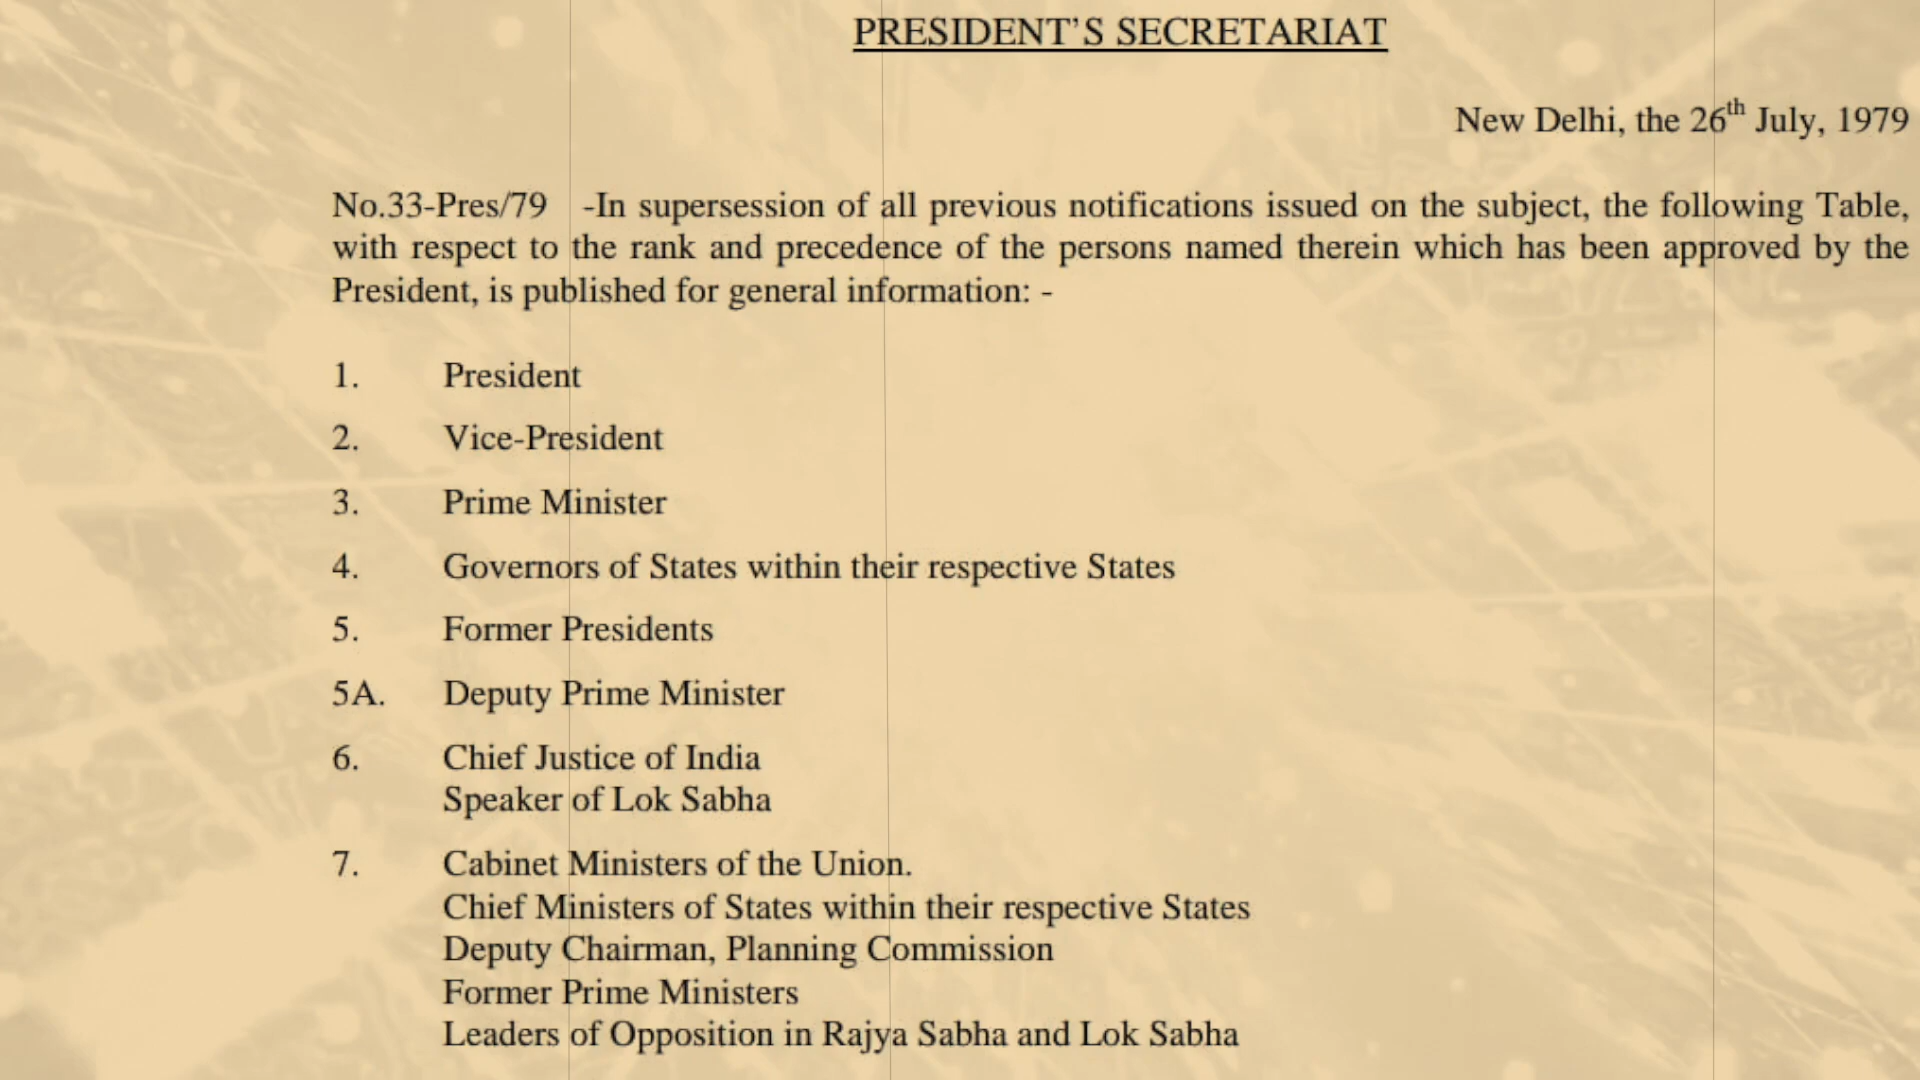 PRESIDENT’S SECRETARIAT
New Delhi, the 26th July, 1979
No.33-Pres/79 -In supersession of all previous notifications issued on the subject, the following Table,
with respect to the rank and precedence of the persons named therein which has been approved by the
President, is published for general information: -
1. President
2. Vice-President
3. Prime Minister
4. Governors of States within their respective States
5. Former Presidents
5A. Deputy Prime Minister
6. Chief Justice of India
Speaker of Lok Sabha
7. Cabinet Ministers of the Union.
Chief Ministers of States within their respective States
Deputy Chairman, Planning Commission
Former Prime Ministers
Leaders of Opposition in Rajya Sabha and Lok Sabha